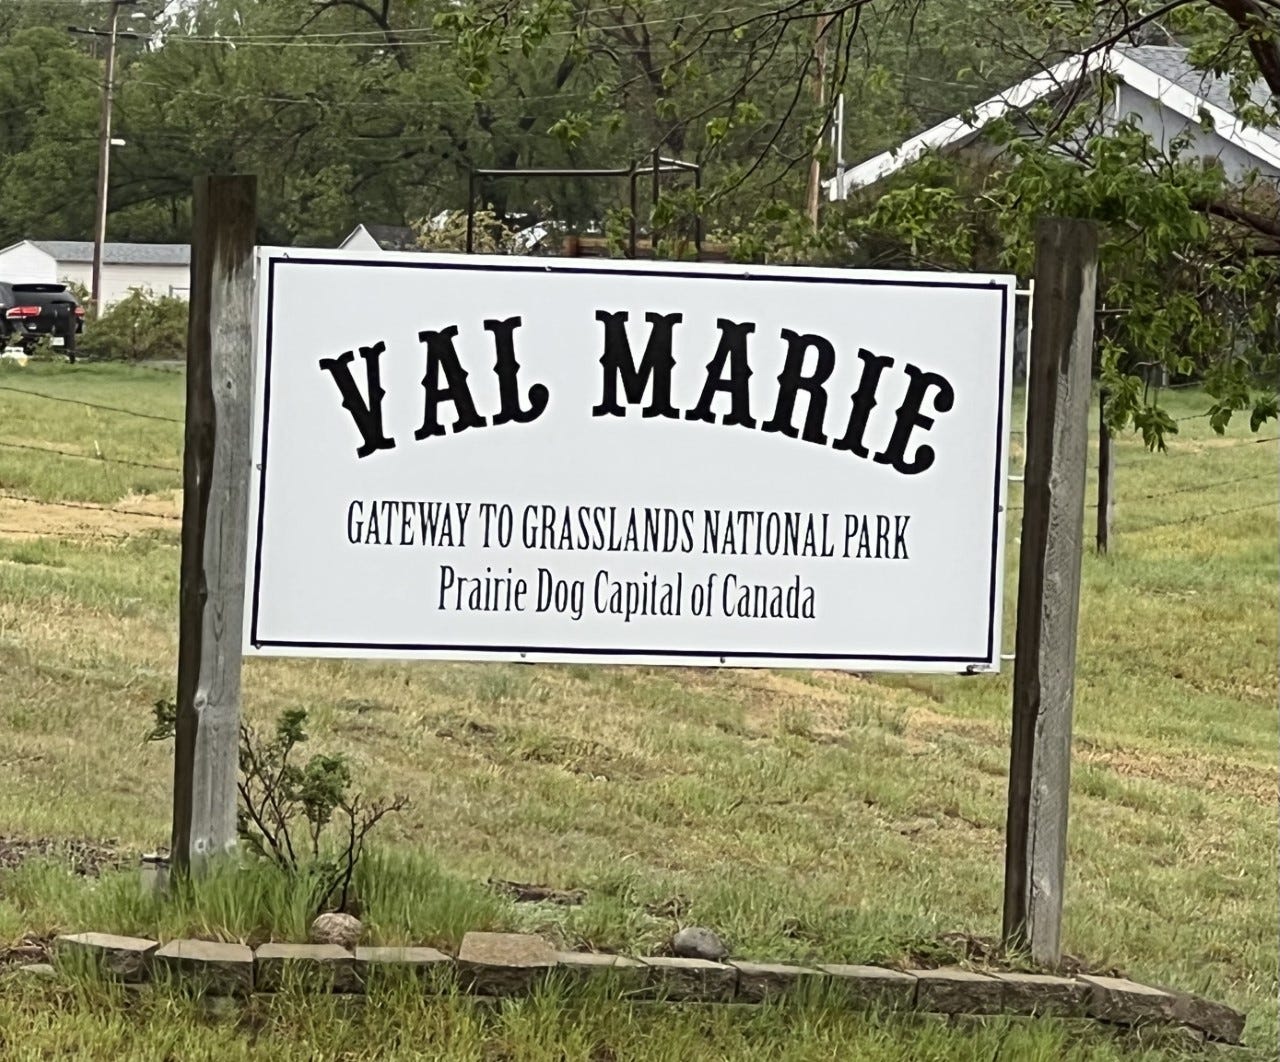 VAL MARIE
GATEWAY TO GRASSLANDS NATIONAL PARK
Prairie Dog Capital of Canada